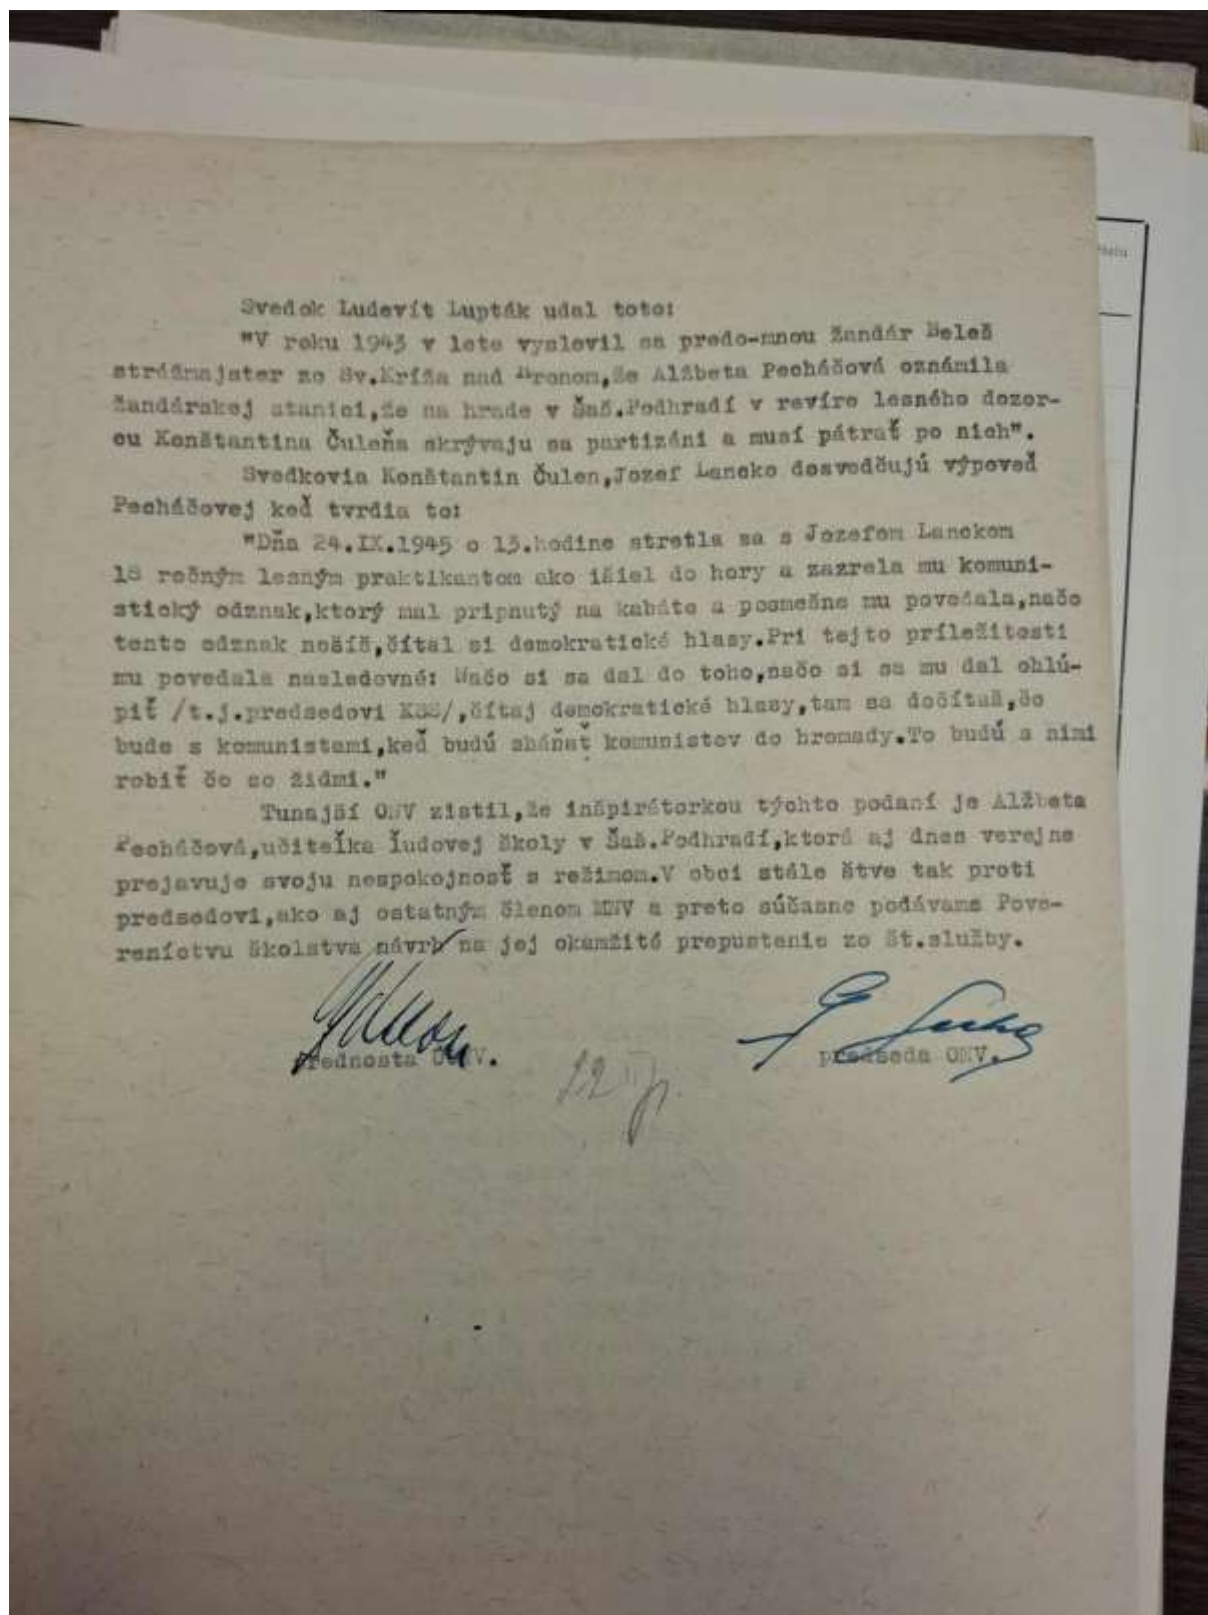 Svedok Ludevít Lupták udal toto:
"V roku 1943 v lete vyslovil sa predo-mnou žandár Beleš
strážmajster zo Sv.Kríža nad Hronom,že Alžbeta Pecháčová oznámila
žandárskej stanici,že na hrade v Šaš.Podhradí v revíre lesného dozor-
cu Konštantina Čuleňa skrývaju sa partizáni a musí pátrať po nich".
Svedkovia Konštantin Čulen,Jozef Lancko dosvedčujú výpoveď
Pecháčovej keď tvrdia to:
"Dňa 24.IX.1945 o 13.hodine stretla sa s Jozefom Lanckom
18 ročným lesným praktikantom ako išiel do hory a zazrela mu komuni-
stický odznak,ktorý mal pripnutý na kabáte a posmešne mu povedala,načo
tento odznak nosíš,čítal si demokratické hlasy.Pri tejto príležitosti
mu povedala nasledovné: Načo si sa dal do toho,načo si sa mu dal ohlú-
piť /t.j.predsedovi KSS/,čítaj demokratické hlasy,tam sa dočítaš,čo
bude s komunistami,keď budú sháňať komunistov do hromady.To budú s nimi
robiť čo so židmi."
Tunajší ONV zistil,že inšpirátorkou týchto podaní je Alžbeta
Pecháčová,učiteľka ľudovej školy v Šaš.Podhradí,ktorá aj dnes verejne
prejavuje svoju nespokojnosť s režimom.V obci stále štve tak proti
predsedovi,ako aj ostatným členom MNV a preto súčasne podávame Pove-
reníctvu školstva návrh na jej okamžité prepustenie zo št.služby.
prednosta ONV. predseda ONV.
12